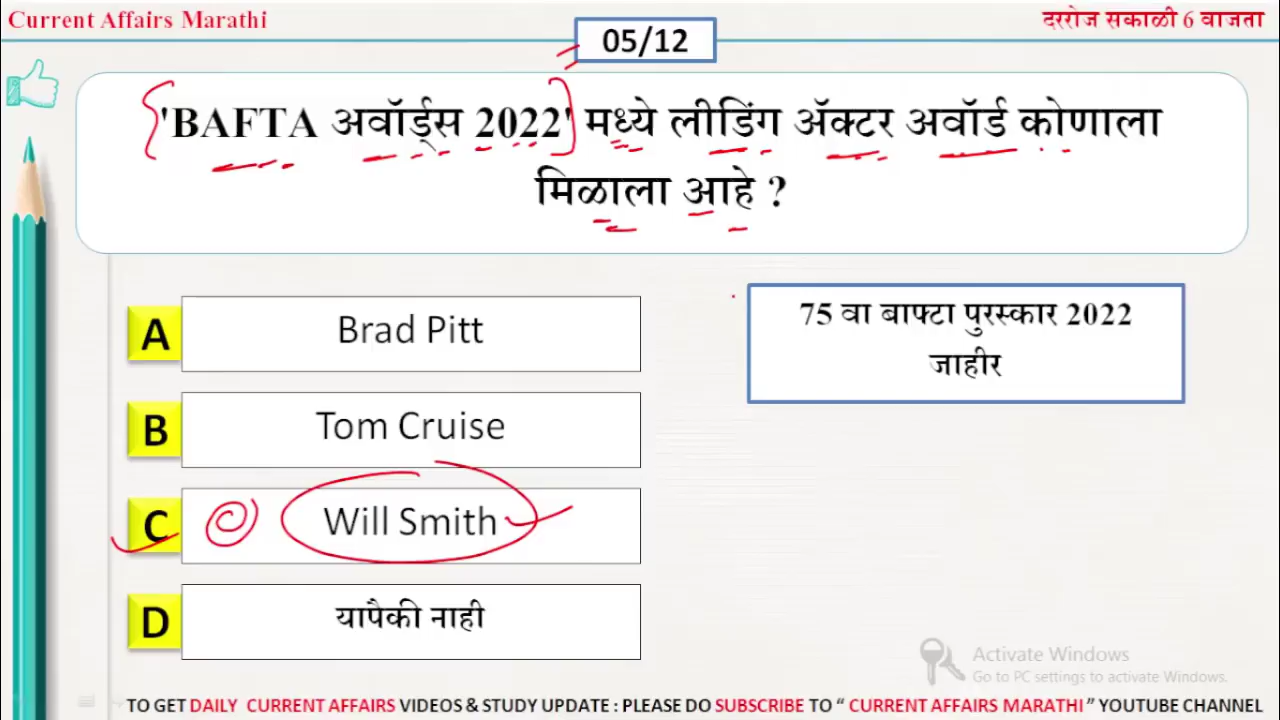 Current Affairs Marathi
दररोज सकाळी 6 वाजता
05/12
'BAFTA अवॉर्ड्स 2022' मध्ये लीडिंग अ‍ॅक्टर अवॉर्ड कोणाला
मिळाला आहे ?
A Brad Pitt
75 वा बाफ्टा पुरस्कार 2022
जाहीर
B Tom Cruise
C Will Smith
D यापैकी नाही
Activate Windows
Go to PC settings to activate Windows.
TO GET DAILY CURRENT AFFAIRS VIDEOS & STUDY UPDATE : PLEASE DO SUBSCRIBE TO “ CURRENT AFFAIRS MARATHI ” YOUTUBE CHANNEL